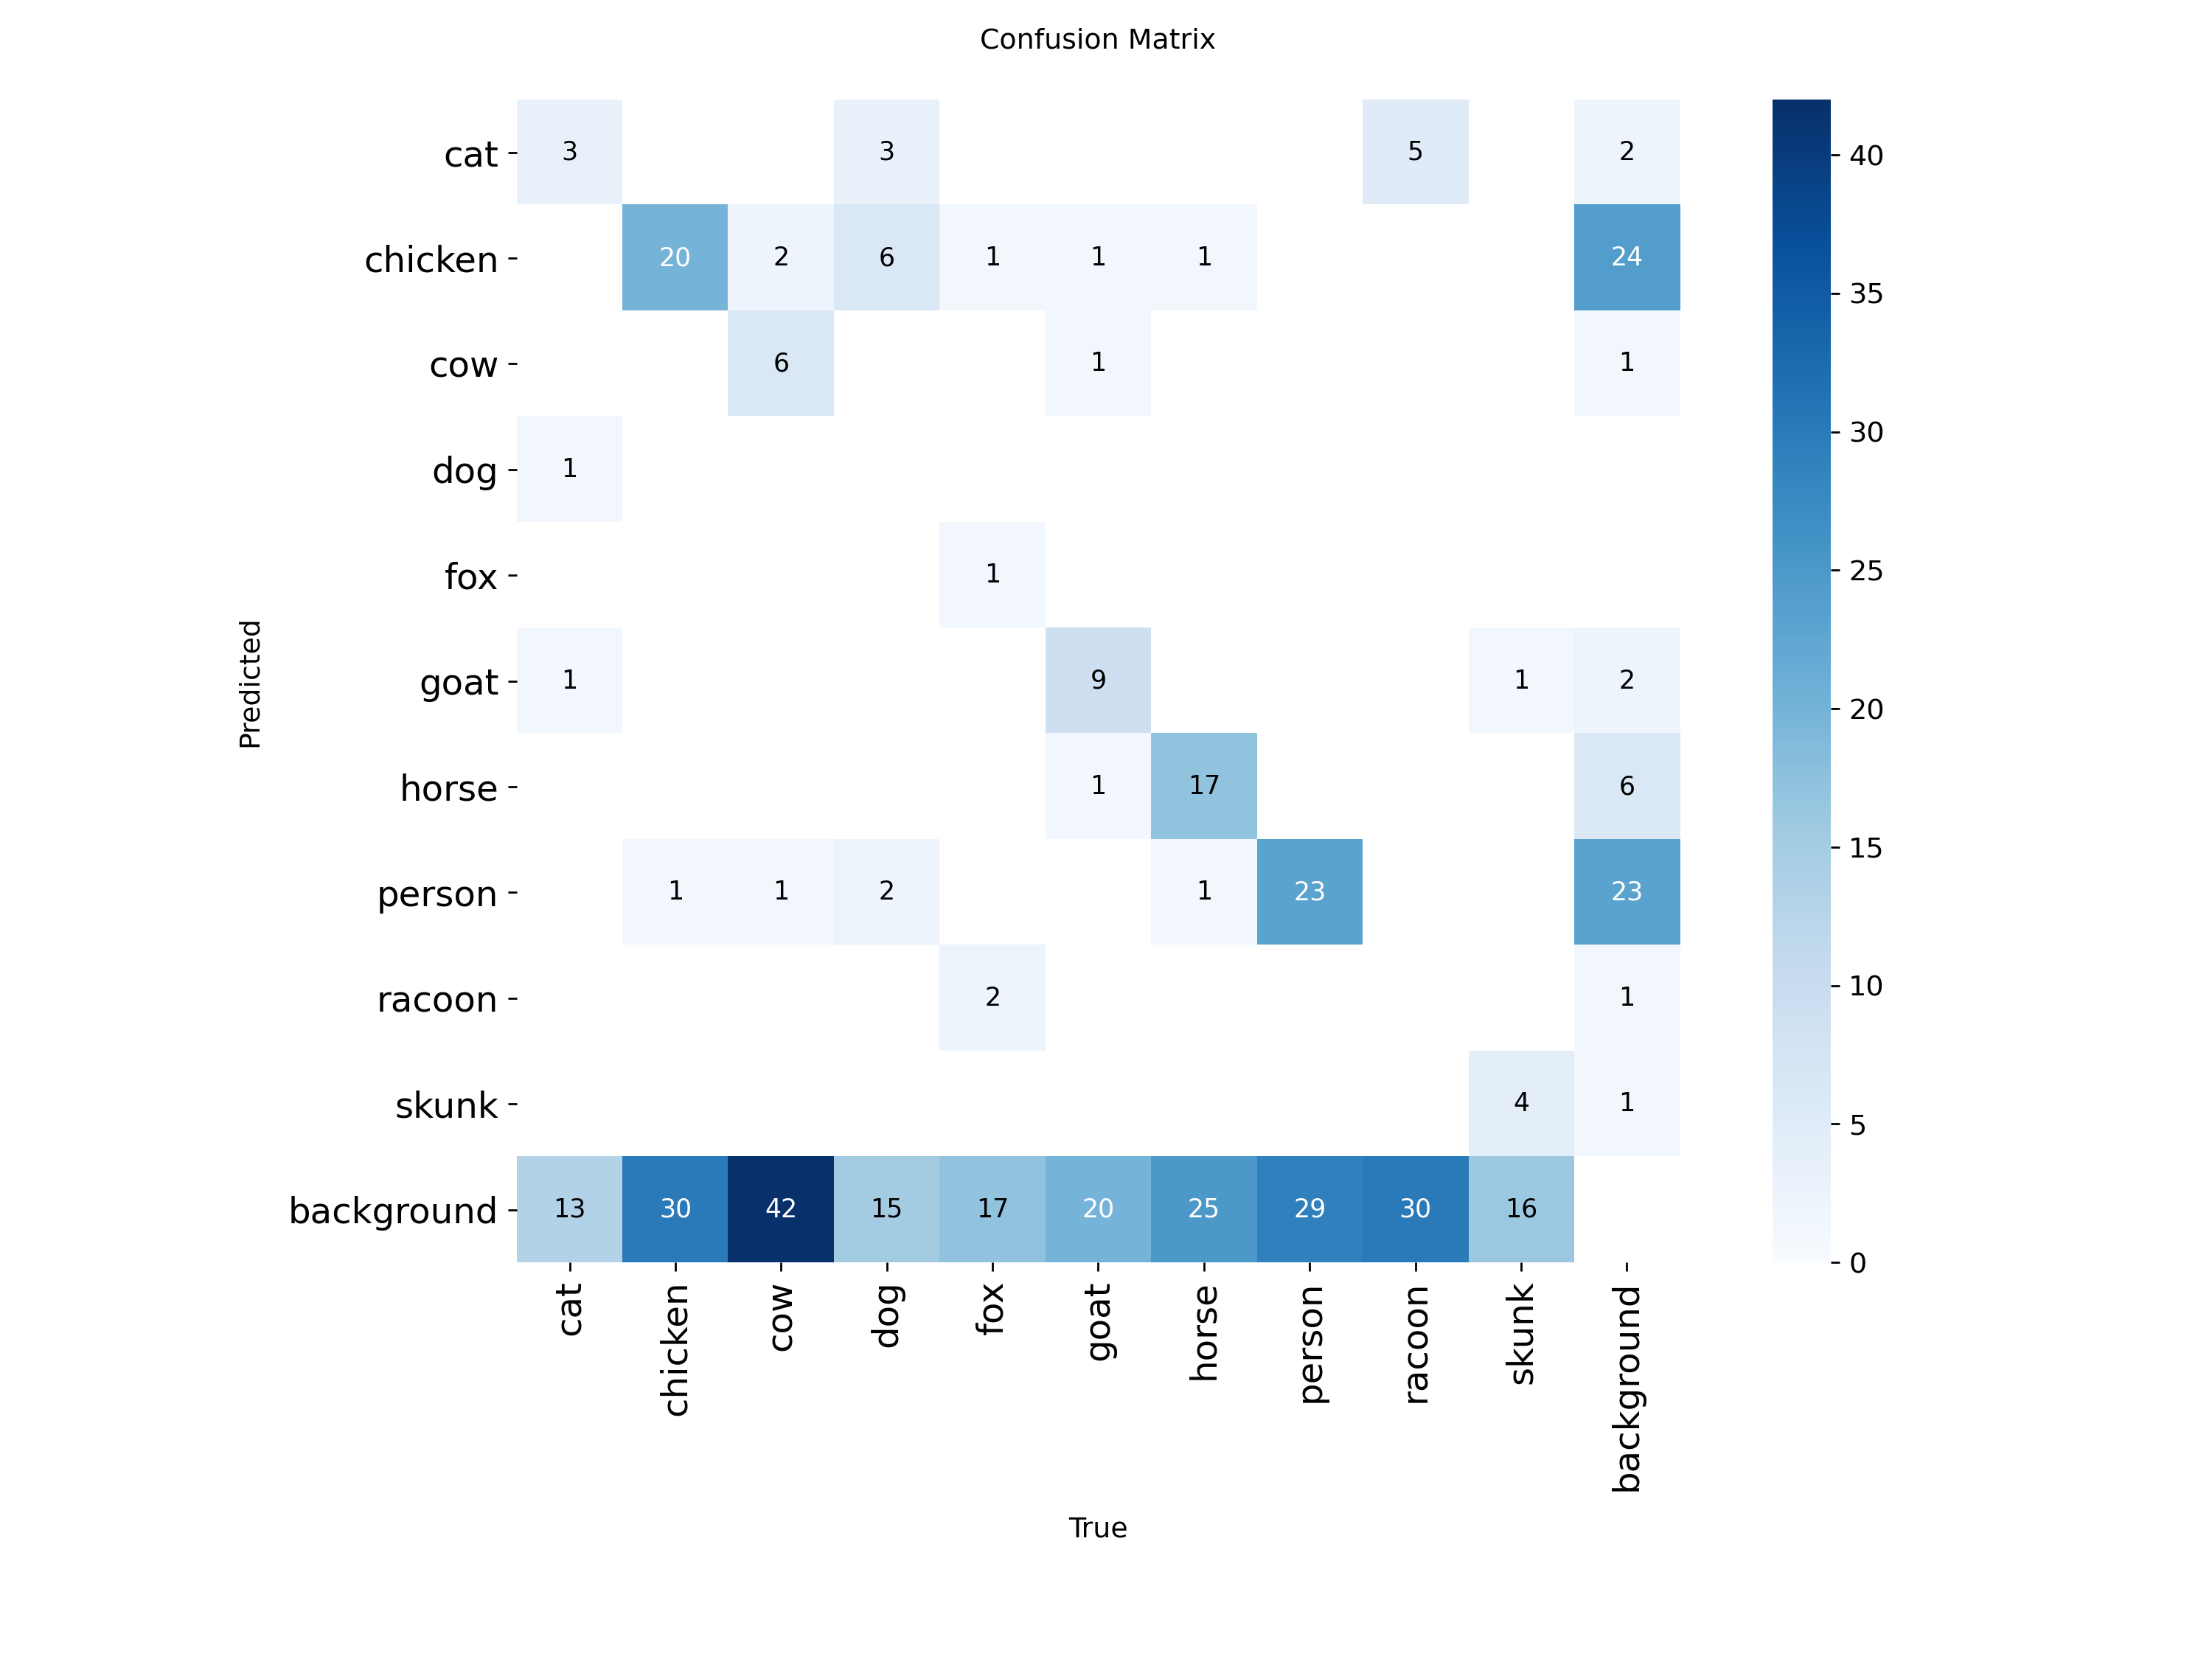 Confusion Matrix
cat 3 3 5 2
chicken 20 2 6 1 1 1 24
cow 6 1 1
dog 1
fox 1
goat 1 9 1 2
horse 1 17 6
person 1 1 2 1 23 23
racoon 2 1
skunk 4 1
background 13 30 42 15 17 20 25 29 30 16
cat chicken cow dog fox goat horse person racoon skunk background
Predicted
True
40
35
30
25
20
15
10
5
0